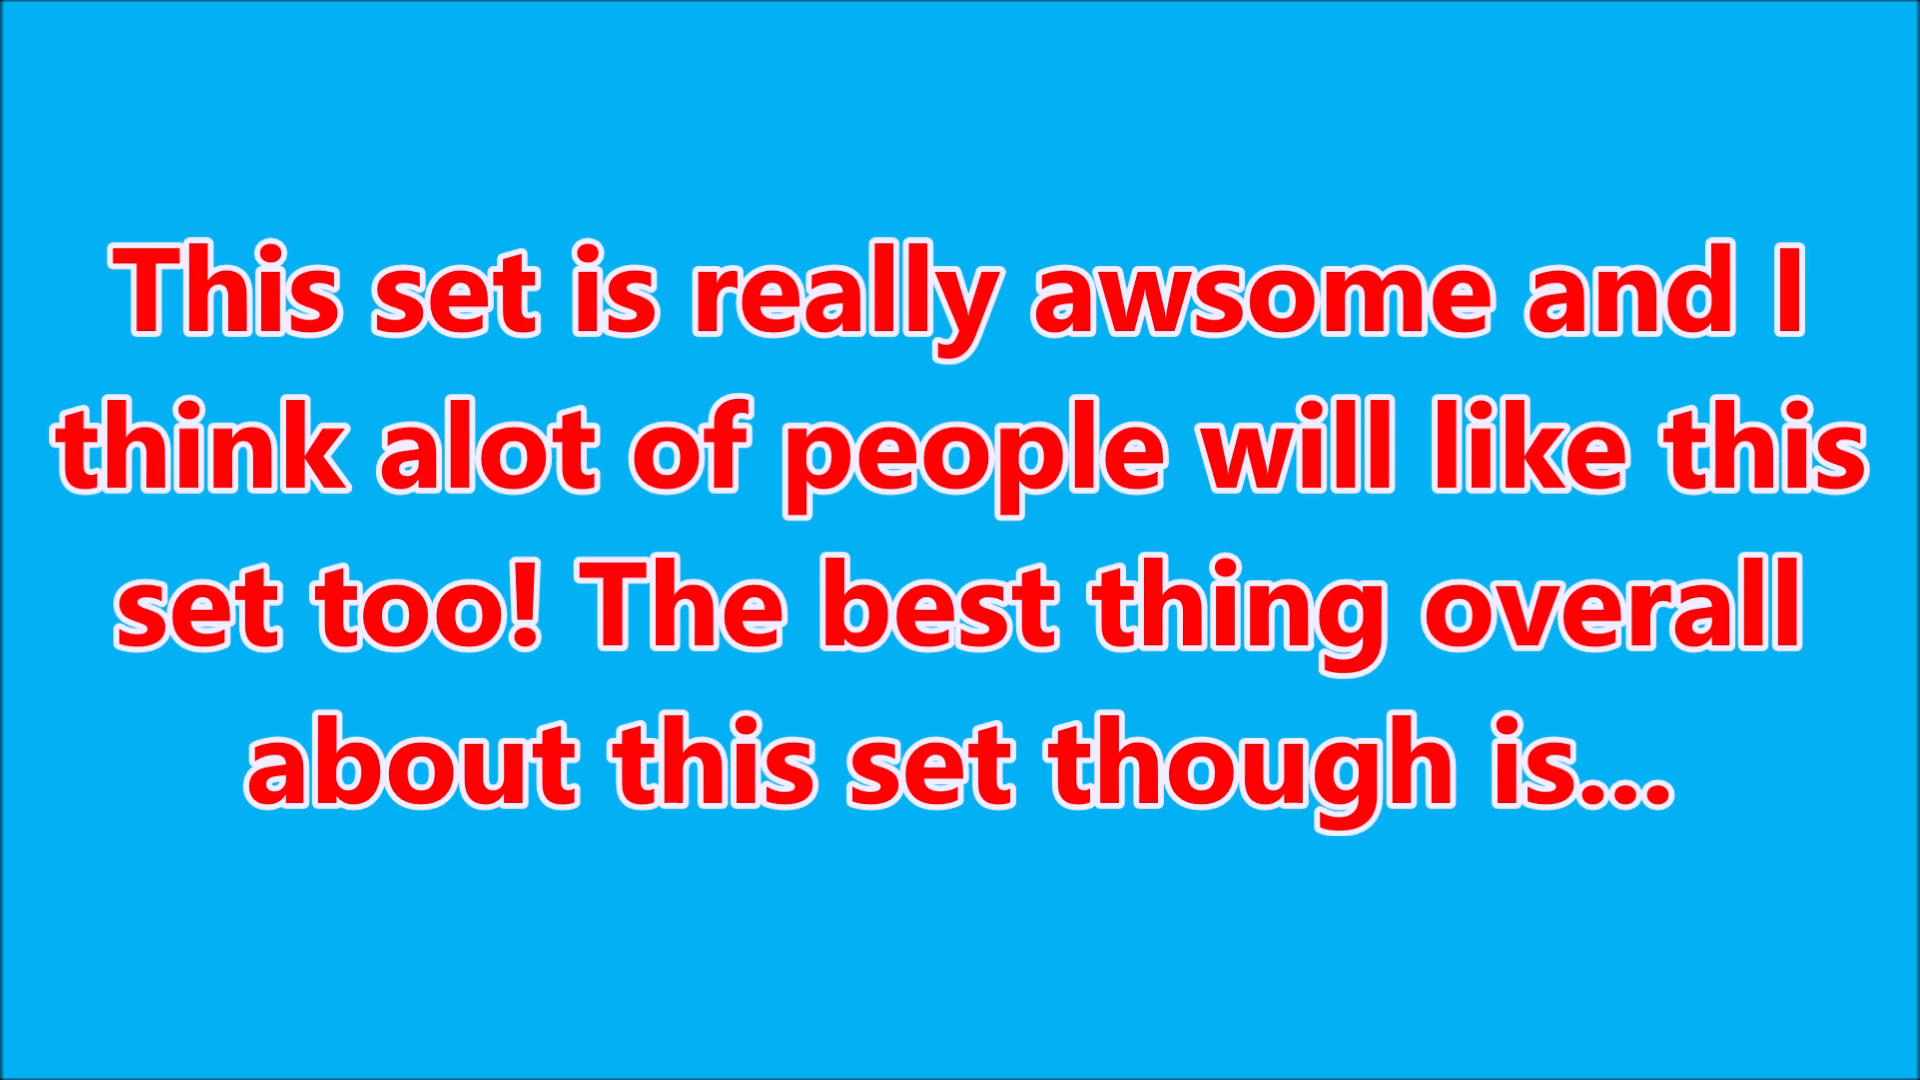 This set is really awsome and I
think alot of people will like this
set too! The best thing overall
about this set though is...